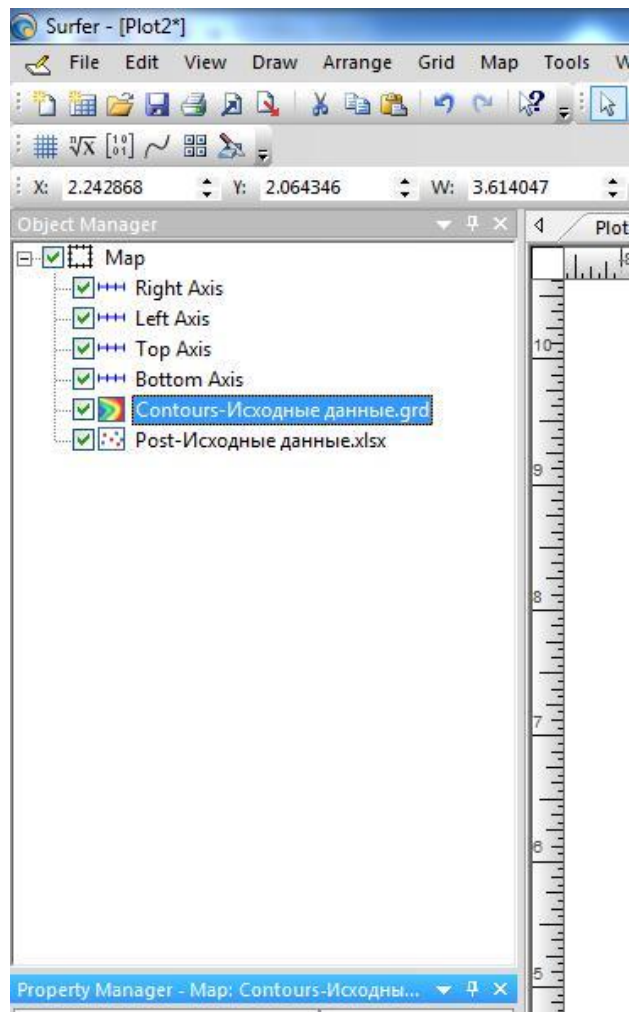 Surfer - [Plot2*]
File Edit View Draw Arrange Grid Map Tools W
X: 2.242868 Y: 2.064346 W: 3.614047
Object Manager
Plot
Map
Right Axis
Left Axis
Top Axis
10
Bottom Axis
Contours-Исходные данные.grd
Post-Исходные данные.xlsx
9
8
7
6
5
Property Manager - Map: Contours-Исходны...